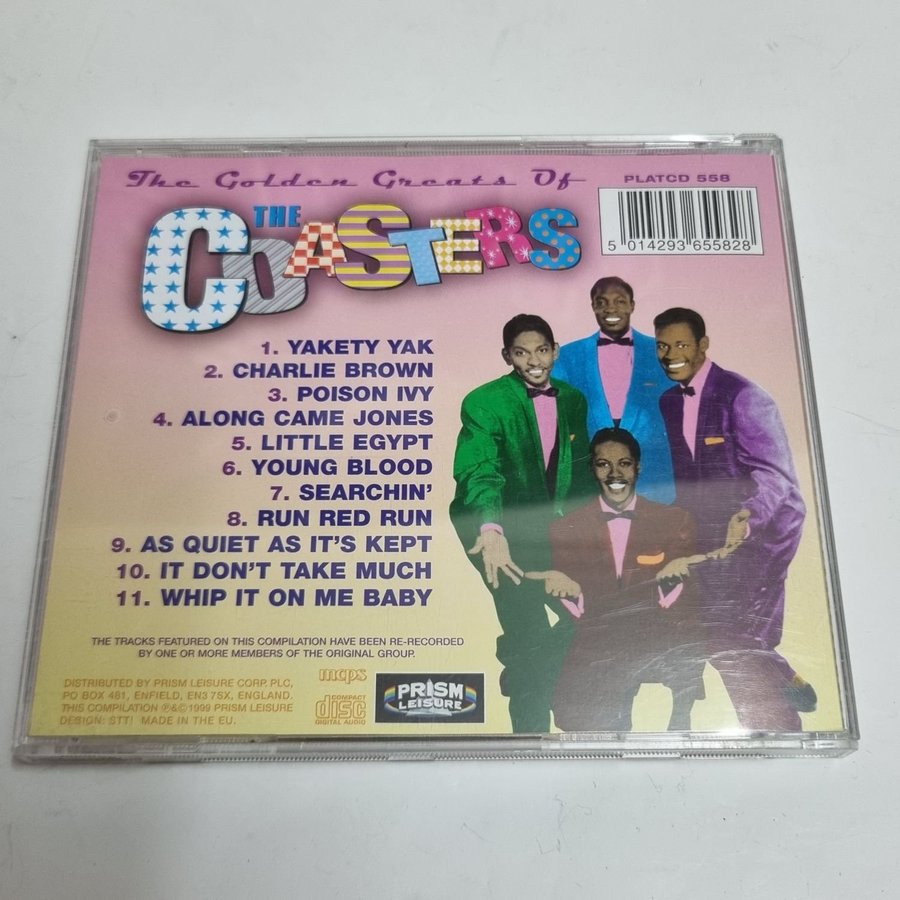 The Golden Greats Of
THE
COASTERS
PLATCD 558
5 014293 655828
1. YAKETY YAK
2. CHARLIE BROWN
3. POISON IVY
4. ALONG CAME JONES
5. LITTLE EGYPT
6. YOUNG BLOOD
7. SEARCHIN'
8. RUN RED RUN
9. AS QUIET AS IT'S KEPT
10. IT DON'T TAKE MUCH
11. WHIP IT ON ME BABY
THE TRACKS FEATURED ON THIS COMPILATION HAVE BEEN RE-RECORDED
BY ONE OR MORE MEMBERS OF THE ORIGINAL GROUP.
DISTRIBUTED BY PRISM LEISURE CORP. PLC,
PO BOX 481, ENFIELD, EN3 7SX, ENGLAND.
THIS COMPILATION ℗&©1999 PRISM LEISURE
DESIGN: STT! MADE IN THE EU.
mcps
COMPACT
disc
DIGITAL AUDIO
PRISM
LEISURE